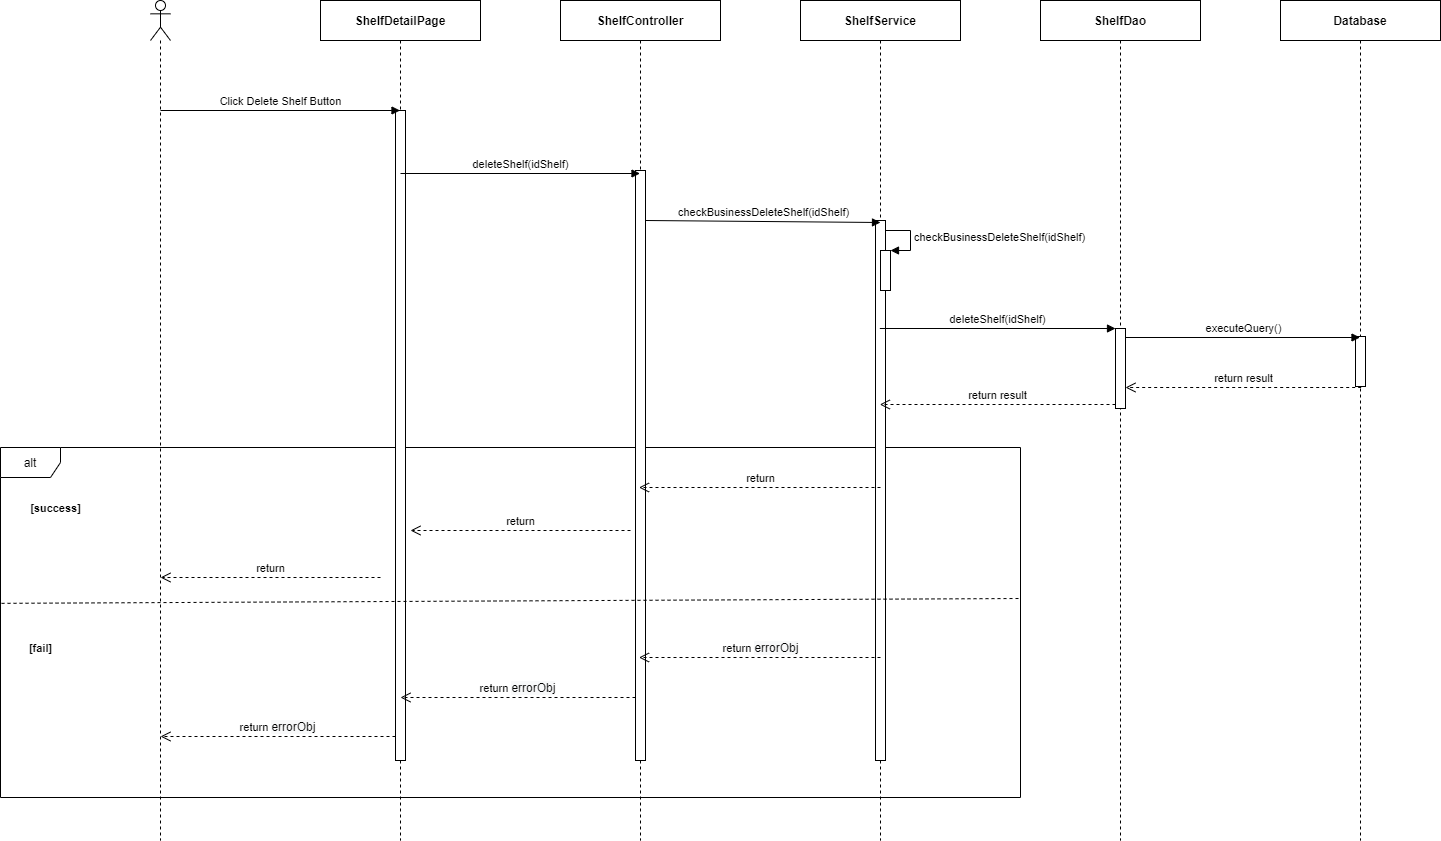 ShelfDetailPage
ShelfController
ShelfService
ShelfDao
Database
Click Delete Shelf Button
deleteShelf(idShelf)
checkBusinessDeleteShelf(idShelf)
checkBusinessDeleteShelf(idShelf)
deleteShelf(idShelf)
executeQuery()
return result
return result
alt
return
[success]
return
return
[fail]
return errorObj
return errorObj
return errorObj